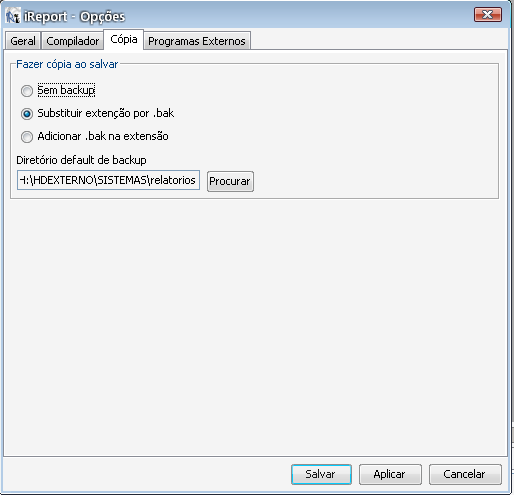 iReport - Opções
Geral Compilador Cópia Programas Externos
Fazer cópia ao salvar
Sem backup
Substituir extenção por .bak
Adicionar .bak na extensão
Diretório default de backup
H:\HDEXTERNO\SISTEMAS\relatorios Procurar
Salvar Aplicar Cancelar